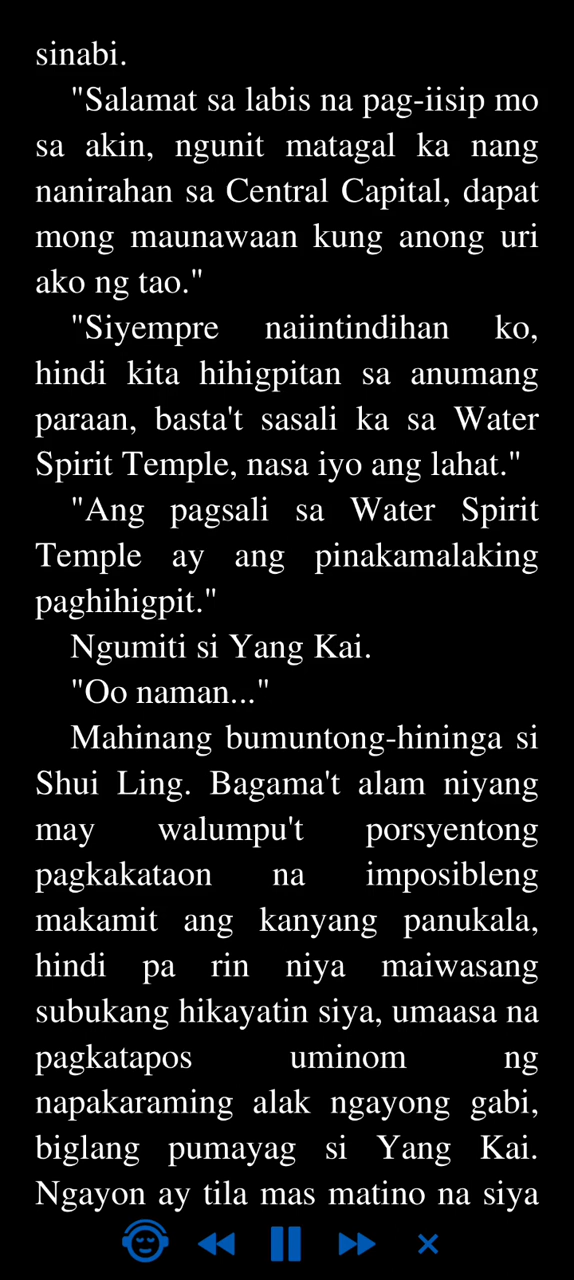 sinabi.
"Salamat sa labis na pag-iisip mo
sa akin, ngunit matagal ka nang
nanirahan sa Central Capital, dapat
mong maunawaan kung anong uri
ako ng tao."
"Siyempre naiintindihan ko,
hindi kita hihigpitan sa anumang
paraan, basta't sasali ka sa Water
Spirit Temple, nasa iyo ang lahat."
"Ang pagsali sa Water Spirit
Temple ay ang pinakamalaking
paghihigpit."
Ngumiti si Yang Kai.
"Oo naman..."
Mahinang bumuntong-hininga si
Shui Ling. Bagama't alam niyang
may walumpu't porsyentong
pagkakataon na imposibleng
makamit ang kanyang panukala,
hindi pa rin niya maiwasang
subukang hikayatin siya, umaasa na
pagkatapos uminom ng
napakaraming alak ngayong gabi,
biglang pumayag si Yang Kai.
Ngayon ay tila mas matino na siya